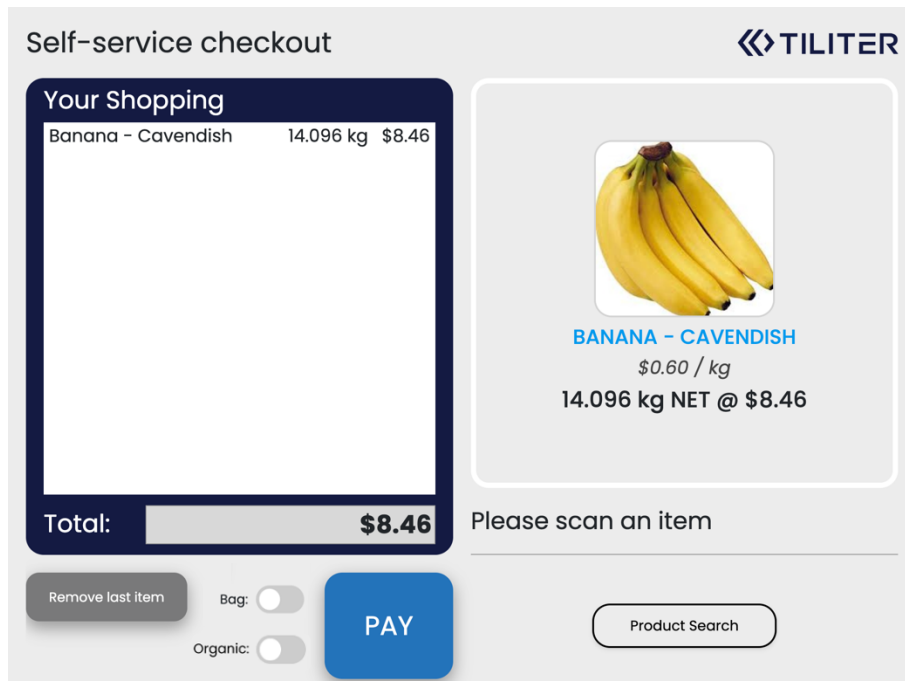 Self-service checkout
TILITER
Your Shopping
Banana - Cavendish 14.096 kg $8.46
Total: $8.46
BANANA - CAVENDISH
$0.60 / kg
14.096 kg NET @ $8.46
Please scan an item
Remove last item
Bag:
Organic:
PAY
Product Search